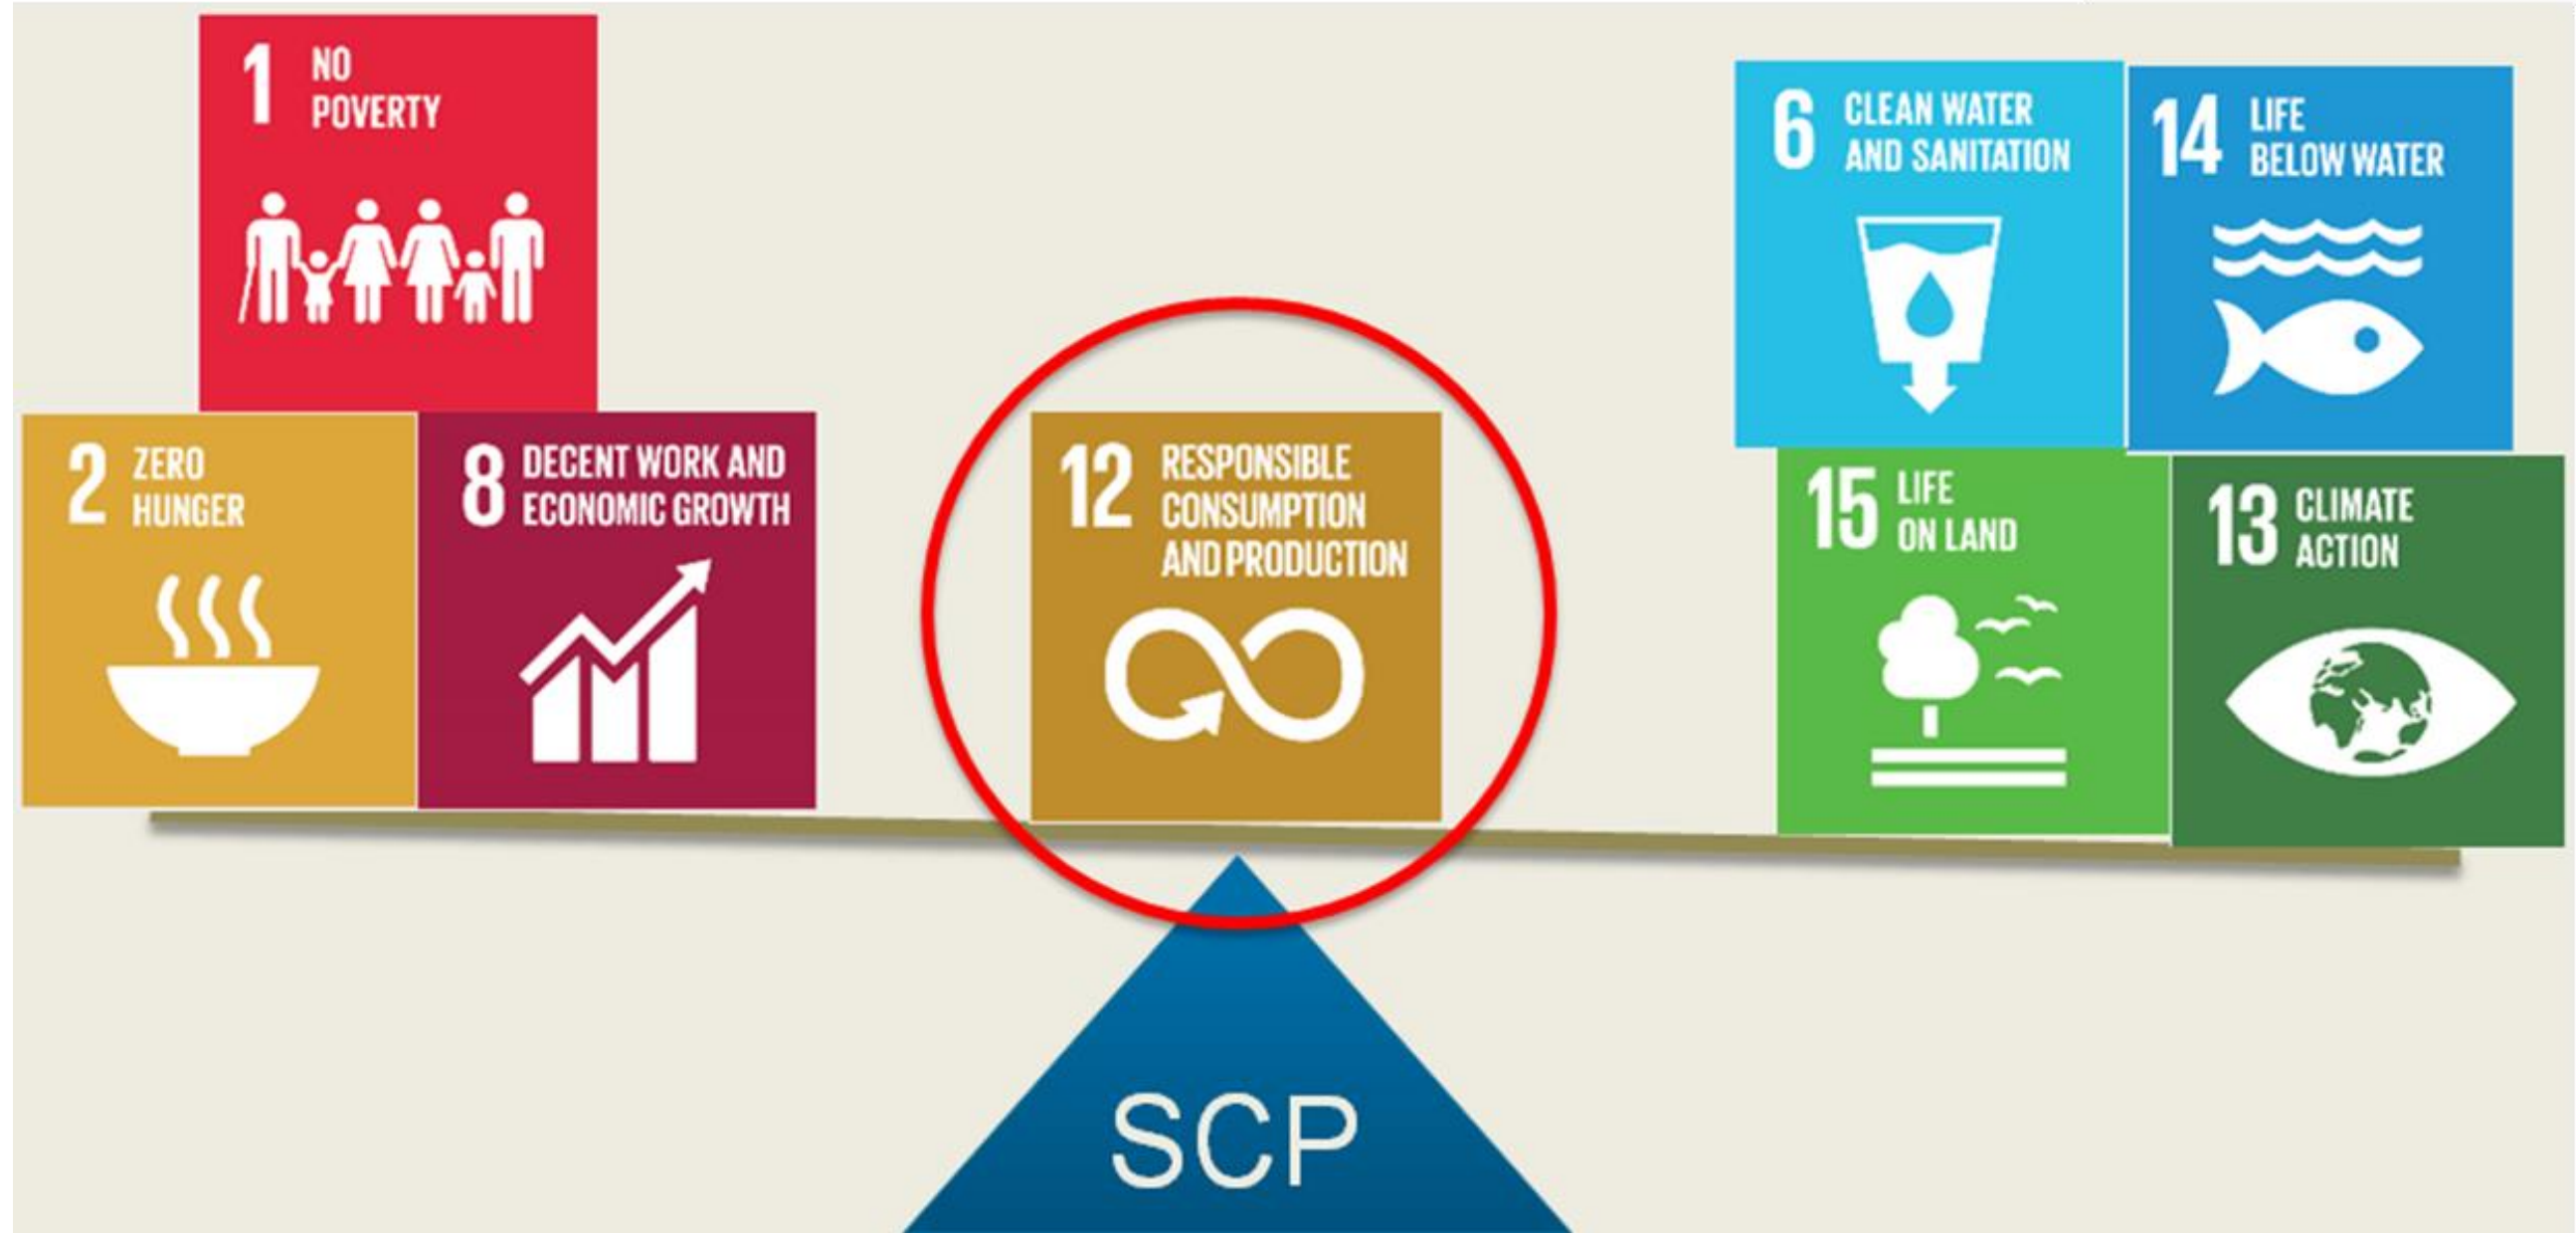 1 NO
POVERTY
2 ZERO
HUNGER
8 DECENT WORK AND
ECONOMIC GROWTH
12 RESPONSIBLE
CONSUMPTION
AND PRODUCTION
6 CLEAN WATER
AND SANITATION
14 LIFE
BELOW WATER
15 LIFE
ON LAND
13 CLIMATE
ACTION
SCP